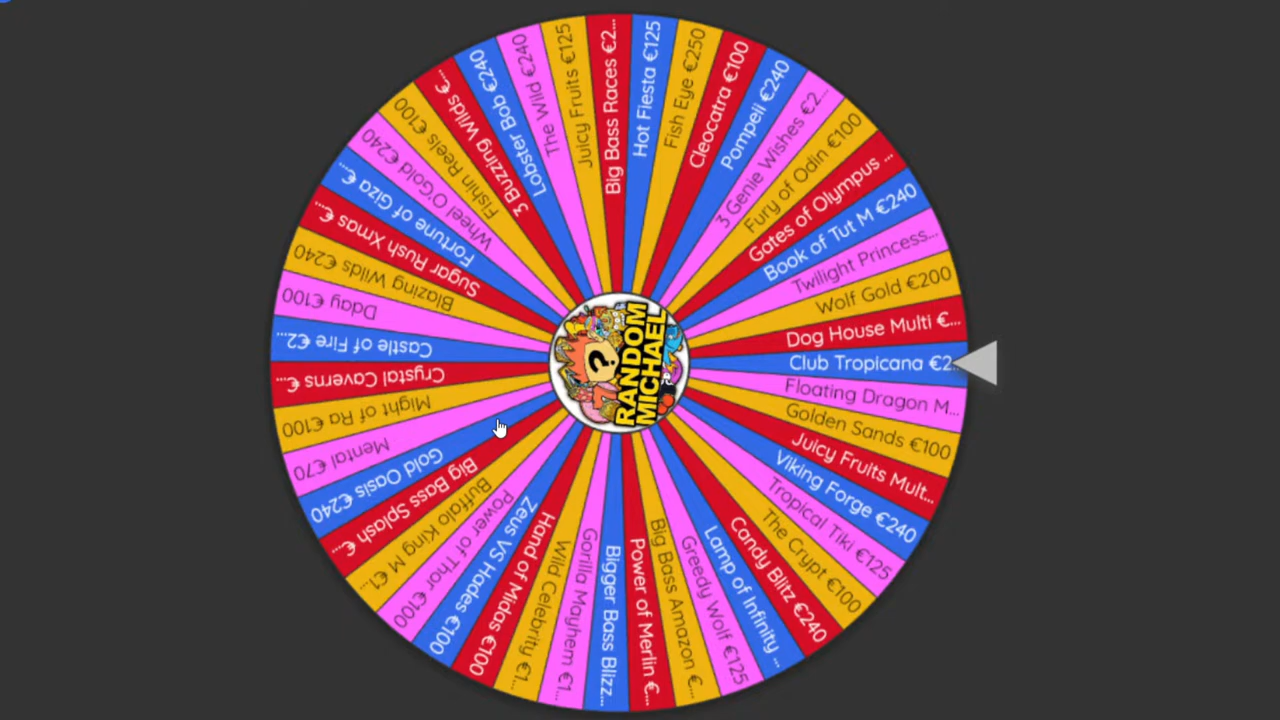 Big Bass Races €2...
Hot Fiesta €125
Fish Eye €250
Cleocatra €100
Pompeii €240
3 Genie Wishes €2...
Fury of Odin €100
Gates of Olympus ...
Book of Tut M €240
Twilight Princess...
Wolf Gold €200
Dog House Multi €...
Club Tropicana €2...
Floating Dragon M...
Golden Sands €100
Juicy Fruits Mult...
Viking Forge €240
Tropical Tiki €125
The Crypt €100
Candy Blitz €240
Lamp of Infinity ...
Greedy Wolf €125
Big Bass Amazon €...
Power of Merlin €...
Bigger Bass Blizz...
Gorilla Mayhem €1...
Wild Celebrity €1...
Hand of Midas €100
Zeus VS Hades €100
Power of Thor €100
Buffalo King M €1...
Big Bass Splash €...
Gold Oasis €240
Mental €70
Might of Ra €100
Crystal Caverns €...
Castle of Fire €2...
Dday €100
Blazing Wilds €240
Sugar Rush Xmas €...
Fortune of Giza €...
Wheel O'Gold €240
Fishin Reels €100
3 Buzzing Wilds €...
Lobster Bob €240
The Wild €240
Juicy Fruits €125
?
RANDOM
MICHAEL